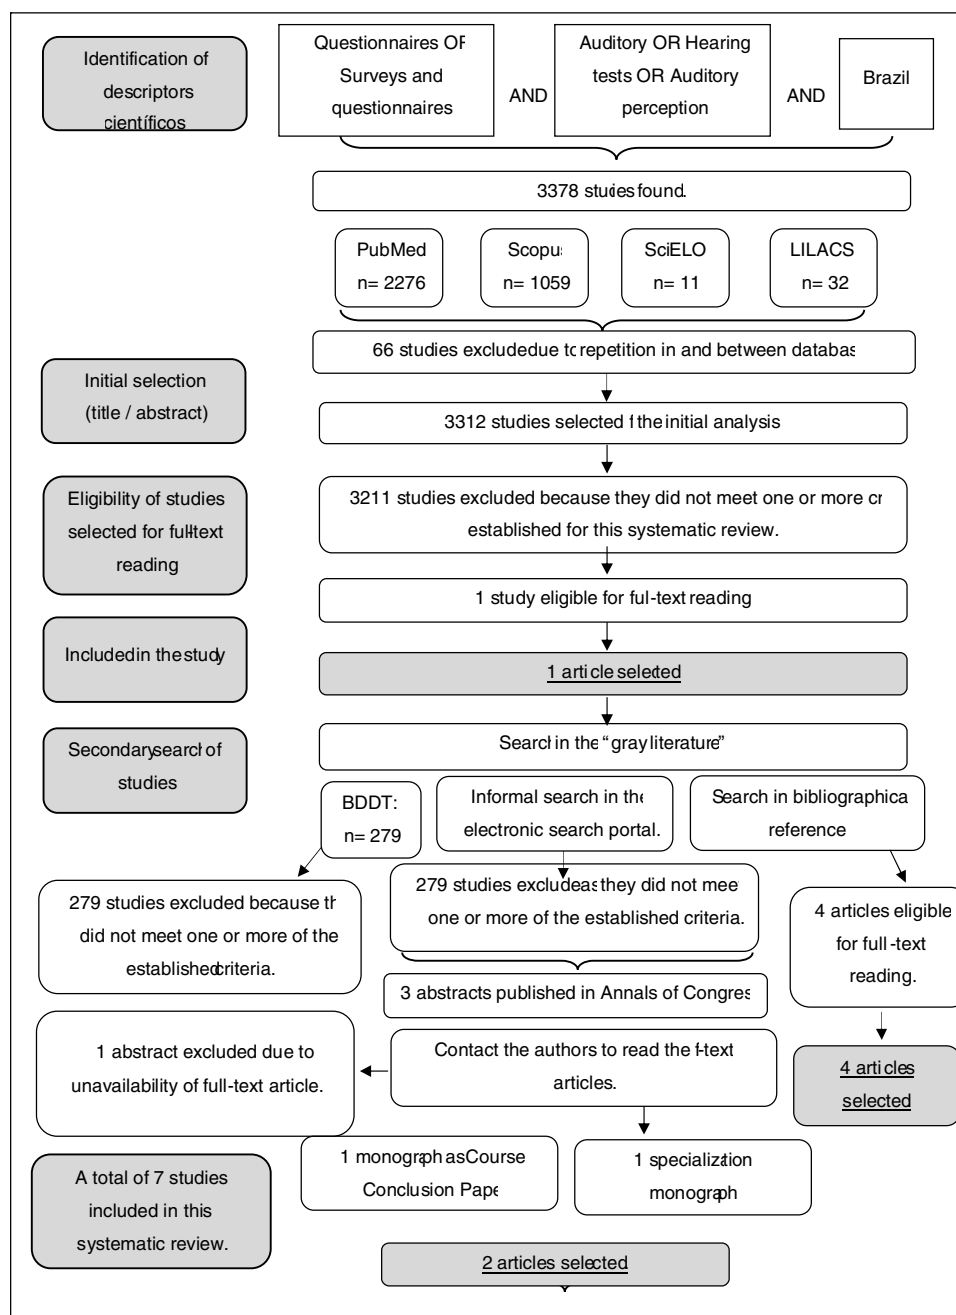 Identification of
descriptors
científicos
Questionnaires OR
Surveys and
questionnaires
AND
Auditory OR Hearing
tests OR Auditory
perception
AND
Brazil
3378 studies found.
PubMed
n= 2276
Scopus
n= 1059
SciELO
n= 11
LILACS
n= 32
66 studies excluded due to repetition in and between databas
Initial selection
(title / abstract)
3312 studies selected f the initial analysis
Eligibility of studies
selected for full-text
reading
3211 studies excluded because they did not meet one or more cr
established for this systematic review.
1 study eligible for ful-text reading
Included in the study
1 article selected
Secondary search of
studies
Search in the “gray literature”
BDDT:
n= 279
Informal search in the
electronic search portal.
Search in bibliographica
reference
279 studies excluded because th
did not meet one or more of the
established criteria.
279 studies excludeas they did not mee
one or more of the established criteria.
4 articles eligible
for full-text
reading.
3 abstracts published in Annals of Congres
1 abstract excluded due to
unavailability of full-text article.
Contact the authors to read the f-text
articles.
4 articles
selected
1 monograph as Course
Conclusion Pape
1 specialization
monograph
A total of 7 studies
included in this
systematic review.
2 articles selected